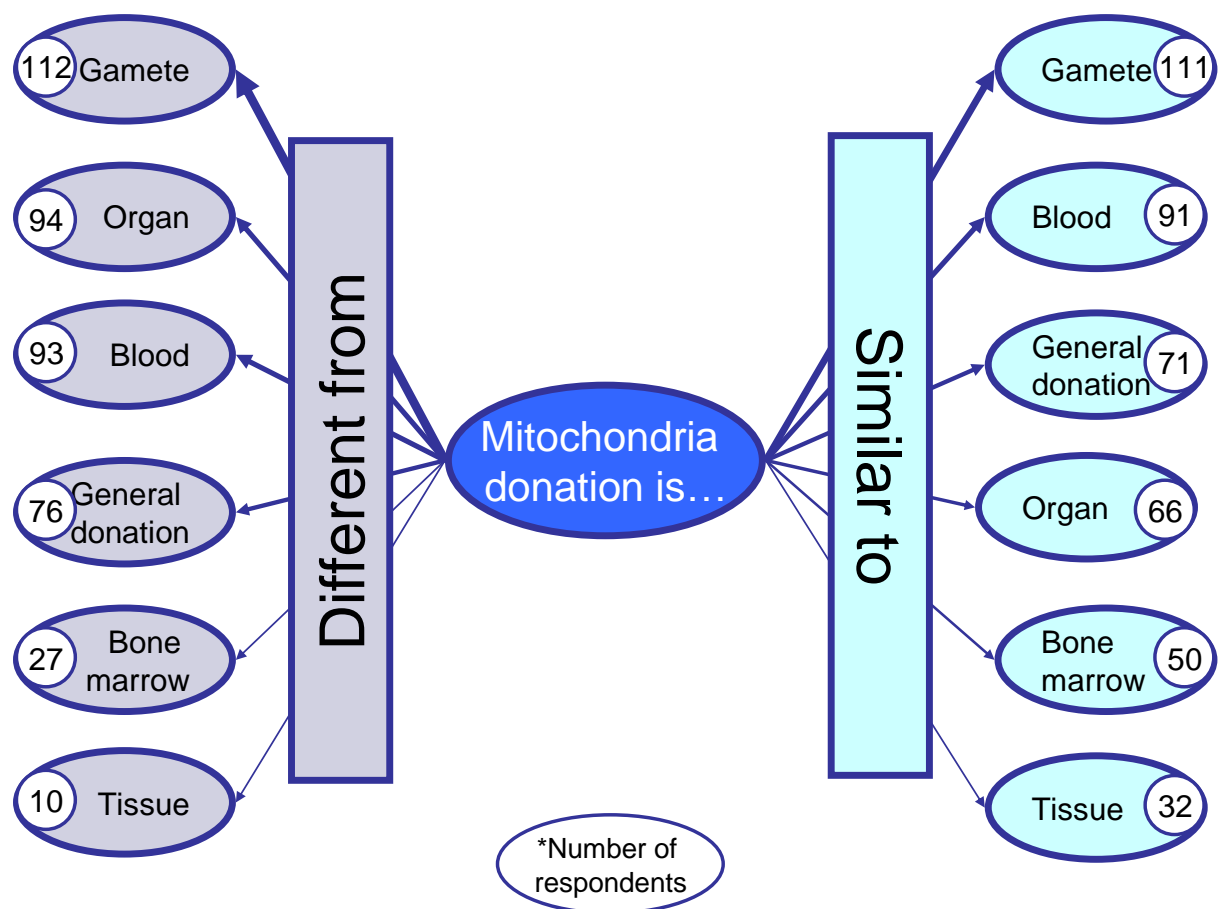 112 Gamete
94 Organ
93 Blood
76 General
donation
27 Bone
marrow
10 Tissue
Different from
Mitochondria
donation is…
Similar to
Gamete 111
Blood 91
General
donation 71
Organ 66
Bone
marrow 50
Tissue 32
*Number of
respondents